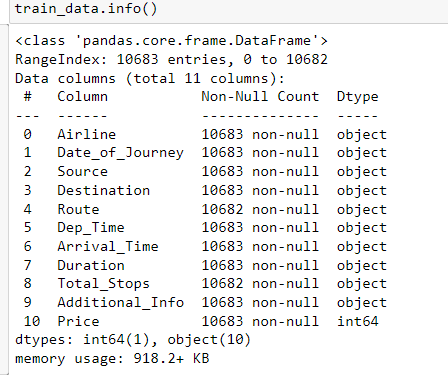 train_data.info()
<class 'pandas.core.frame.DataFrame'>
RangeIndex: 10683 entries, 0 to 10682
Data columns (total 11 columns):
 #   Column           Non-Null Count  Dtype
---  ------           --------------  -----
 0   Airline          10683 non-null  object
 1   Date_of_Journey  10683 non-null  object
 2   Source           10683 non-null  object
 3   Destination      10683 non-null  object
 4   Route            10682 non-null  object
 5   Dep_Time         10683 non-null  object
 6   Arrival_Time     10683 non-null  object
 7   Duration         10683 non-null  object
 8   Total_Stops      10682 non-null  object
 9   Additional_Info  10683 non-null  object
 10  Price            10683 non-null  int64
dtypes: int64(1), object(10)
memory usage: 918.2+ KB